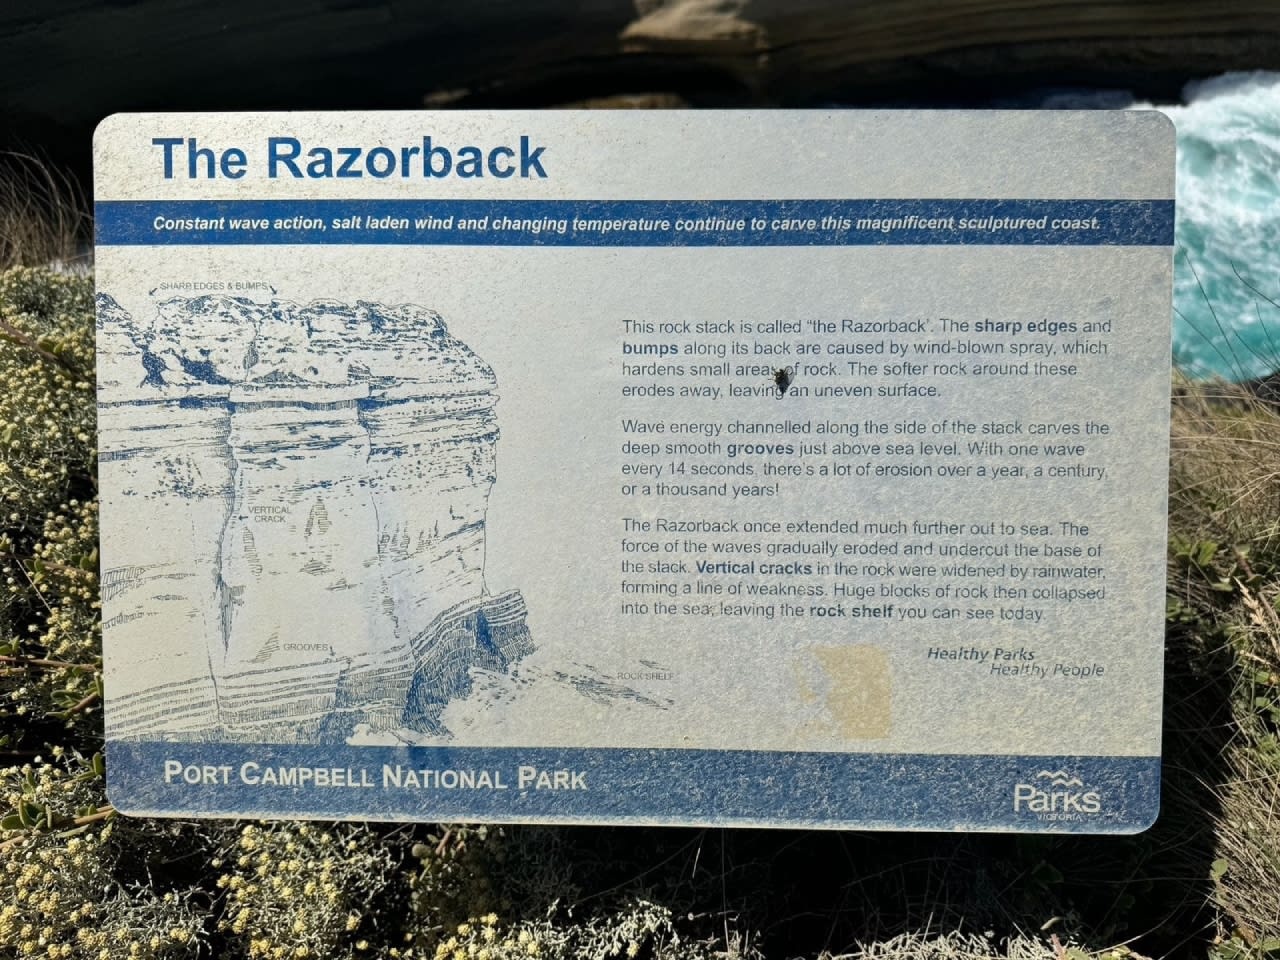 The Razorback
Constant wave action, salt laden wind and changing temperature continue to carve this magnificent sculptured coast.
SHARP EDGES & BUMPS
This rock stack is called “the Razorback’. The sharp edges and
bumps along its back are caused by wind-blown spray, which
hardens small areas of rock. The softer rock around these
erodes away, leaving an uneven surface.
Wave energy channelled along the side of the stack carves the
deep smooth grooves just above sea level. With one wave
every 14 seconds, there's a lot of erosion over a year, a century,
or a thousand years!
VERTICAL
CRACK
The Razorback once extended much further out to sea. The
force of the waves gradually eroded and undercut the base of
the stack. Vertical cracks in the rock were widened by rainwater,
forming a line of weakness. Huge blocks of rock then collapsed
into the sea, leaving the rock shelf you can see today
GROOVES
ROCK SHELF
Healthy Parks
Healthy People
PORT CAMPBELL NATIONAL PARK
Parks
VICTORIA